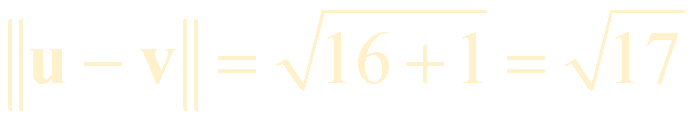 ‖u − v‖ = √16 + 1 = √17